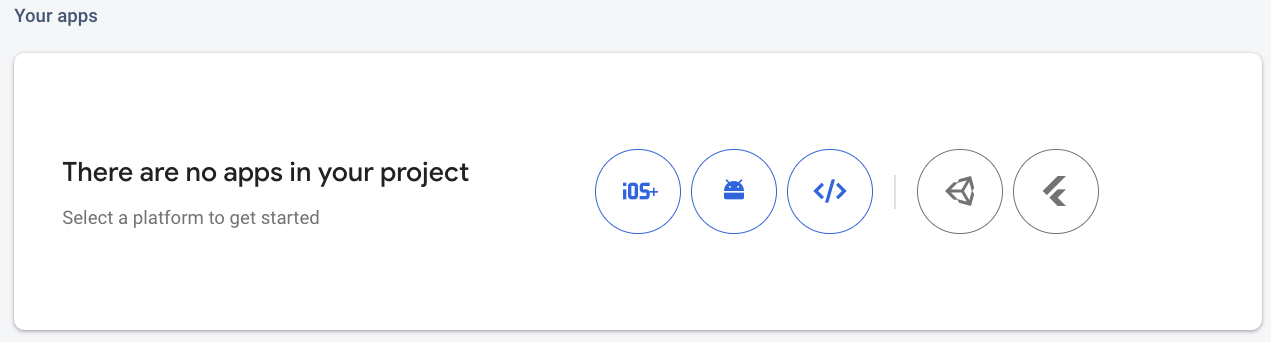 Your apps
There are no apps in your project
Select a platform to get started
iOS+
</>